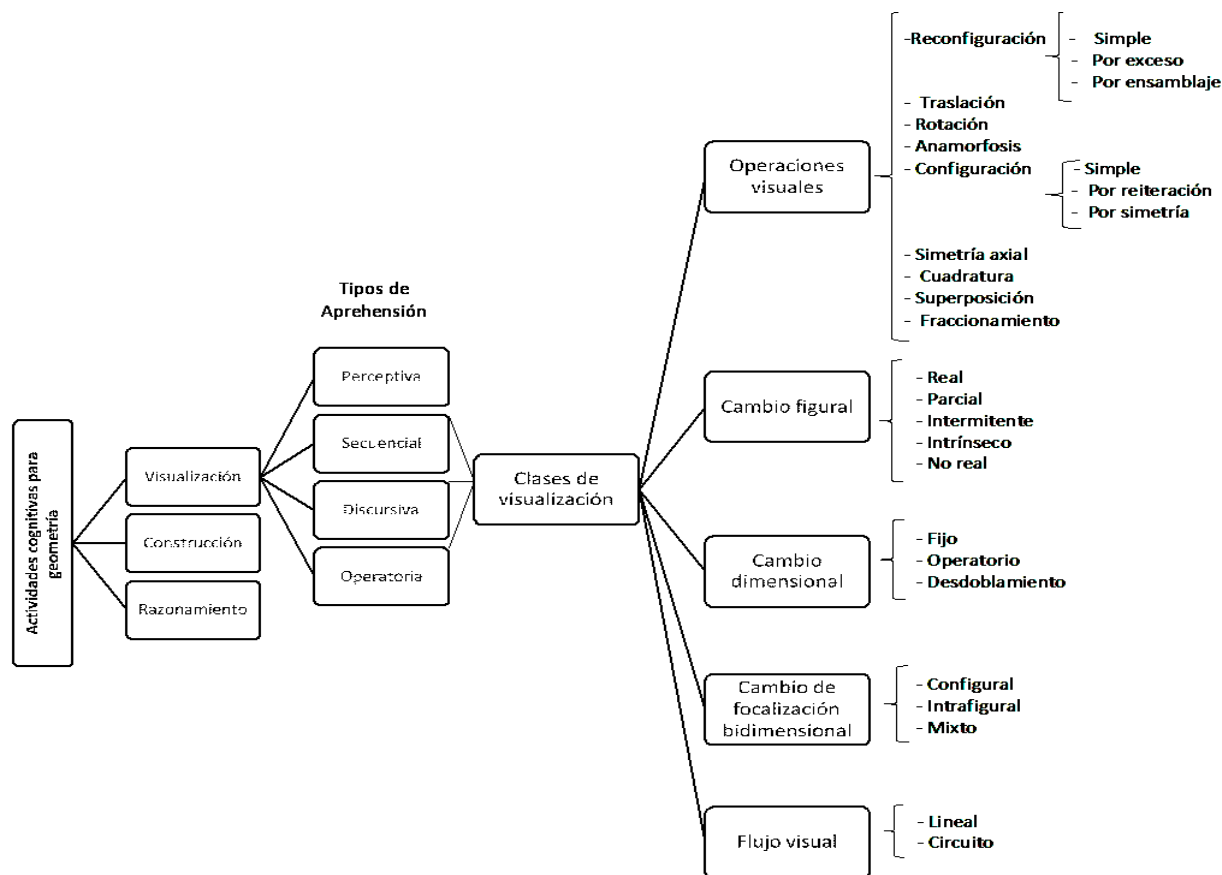 Actividades cognitivas para
geometría
Visualización
Construcción
Razonamiento
Tipos de
Aprehensión
Perceptiva
Secuencial
Discursiva
Operatoria
Clases de
visualización
Operaciones
visuales
-Reconfiguración
- Simple
- Por exceso
- Por ensamblaje
- Traslación
- Rotación
- Anamorfosis
- Configuración
- Simple
- Por reiteración
- Por simetría
- Simetría axial
- Cuadratura
- Superposición
- Fraccionamiento
Cambio figural
- Real
- Parcial
- Intermitente
- Intrínseco
- No real
Cambio
dimensional
- Fijo
- Operatorio
- Desdoblamiento
Cambio de
focalización
bidimensional
- Configural
- Intrafigural
- Mixto
Flujo visual
- Lineal
- Circuito